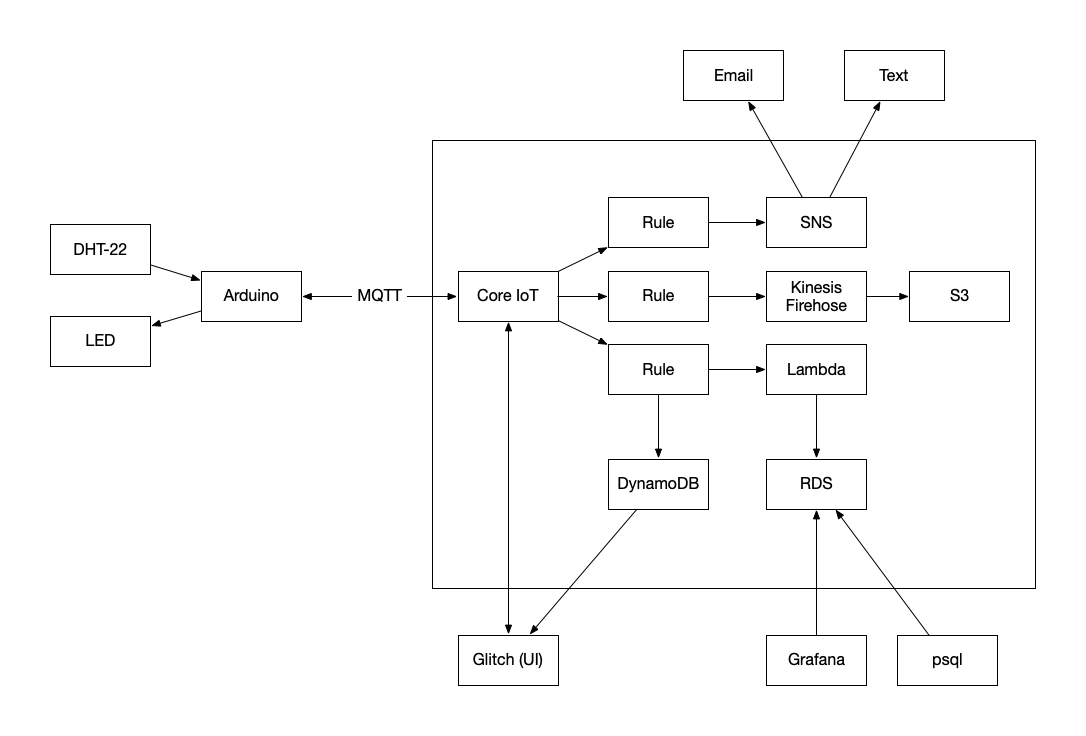 Email
Text
Rule
SNS
DHT-22
Arduino
MQTT
Core IoT
Rule
Kinesis
Firehose
S3
LED
Rule
Lambda
DynamoDB
RDS
Glitch (UI)
Grafana
psql